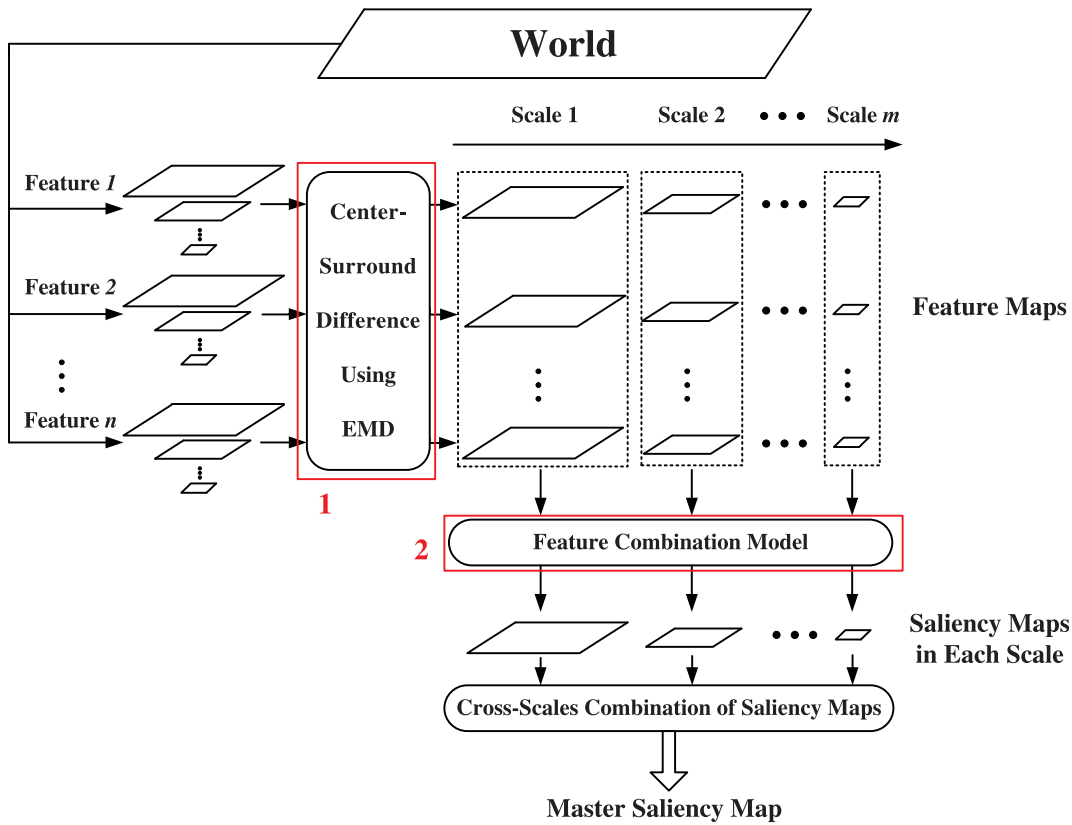 World
Scale 1
Scale 2
Scale m
Feature 1
Feature 2
Feature n
Center-
Surround
Difference
Using
EMD
1
Feature Maps
2
Feature Combination Model
Saliency Maps
in Each Scale
Cross-Scales Combination of Saliency Maps
Master Saliency Map